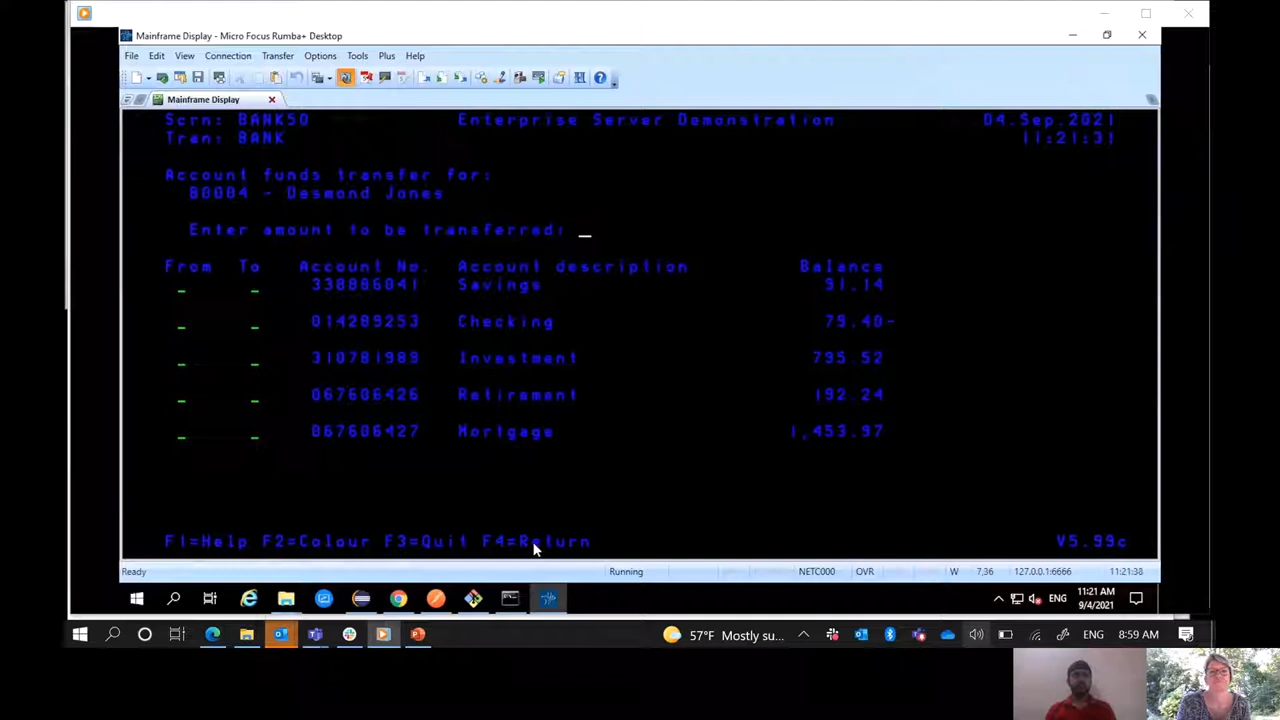 Mainframe Display - Micro Focus Rumba+ Desktop
File Edit View Connection Transfer Options Tools Plus Help
Mainframe Display
Scrn: BANK50 Enterprise Server Demonstration 04.Sep.2021
Tran: BANK 11:21:31
Account funds transfer for:
B0004 - Desmond Jones
Enter amount to be transferred: _
From To Account No. Account description Balance
_ _ 338886041 Savings 91.14
_ _ 014289253 Checking 79.40-
_ _ 310781989 Investment 795.52
_ _ 067606426 Retirement 192.24
_ _ 067606427 Mortgage 1,453.97
F1=Help F2=Colour F3=Quit F4=Return V5.99c
Ready Running NETC000 OVR W 7,36 127.0.0.1:6666 11:21:38
ENG 11:21 AM
9/4/2021
57°F Mostly su... ENG 8:59 AM